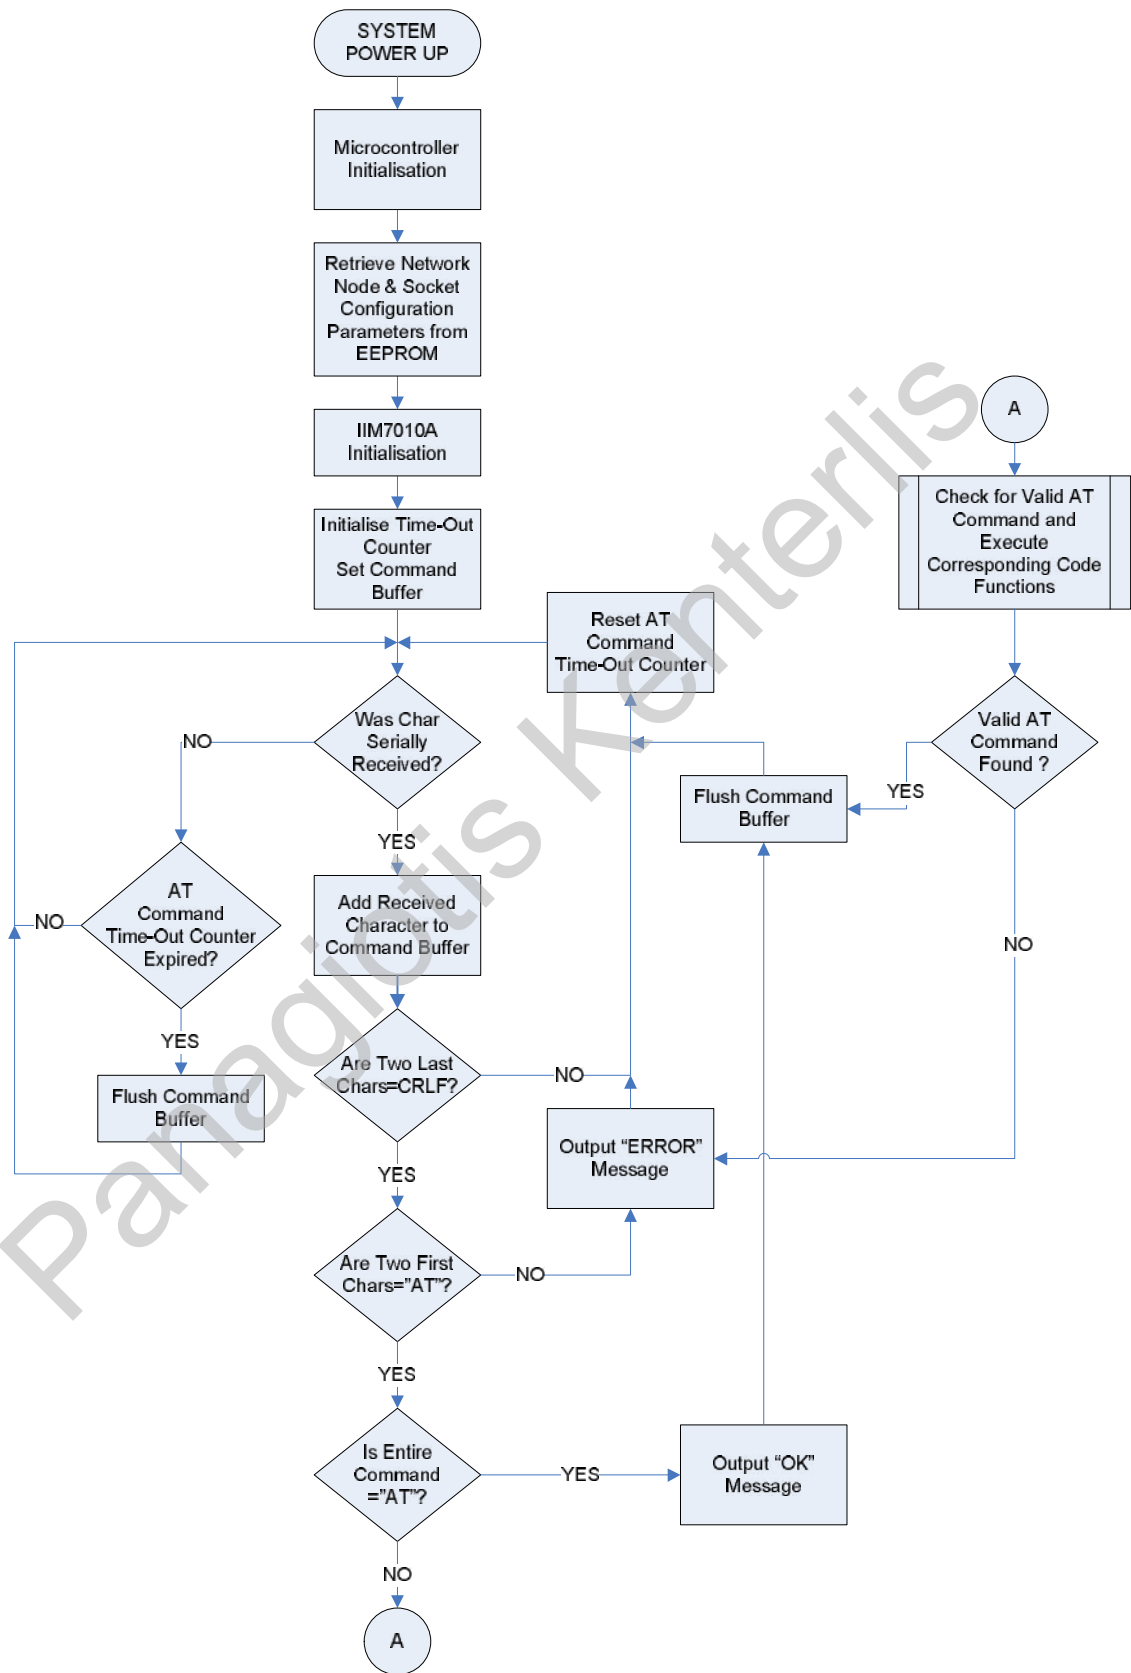 SYSTEM
POWER UP
Microcontroller
Initialisation
Retrieve Network
Node & Socket
Configuration
Parameters from
EEPROM
IIM7010A
Initialisation
Initialise Time-Out
Counter
Set Command
Buffer
Was Char
Serially
Received?
NO
YES
AT
Command
Time-Out Counter
Expired?
NO
YES
Flush Command
Buffer
Add Received
Character to
Command Buffer
Are Two Last
Chars=CRLF?
NO
YES
Are Two First
Chars="AT"?
NO
YES
Is Entire
Command
="AT"?
YES
NO
A
Reset AT
Command
Time-Out Counter
Output “ERROR”
Message
Flush Command
Buffer
Output “OK”
Message
A
Check for Valid AT
Command and
Execute
Corresponding Code
Functions
Valid AT
Command
Found ?
YES
NO
Panagiotis Kenterlis